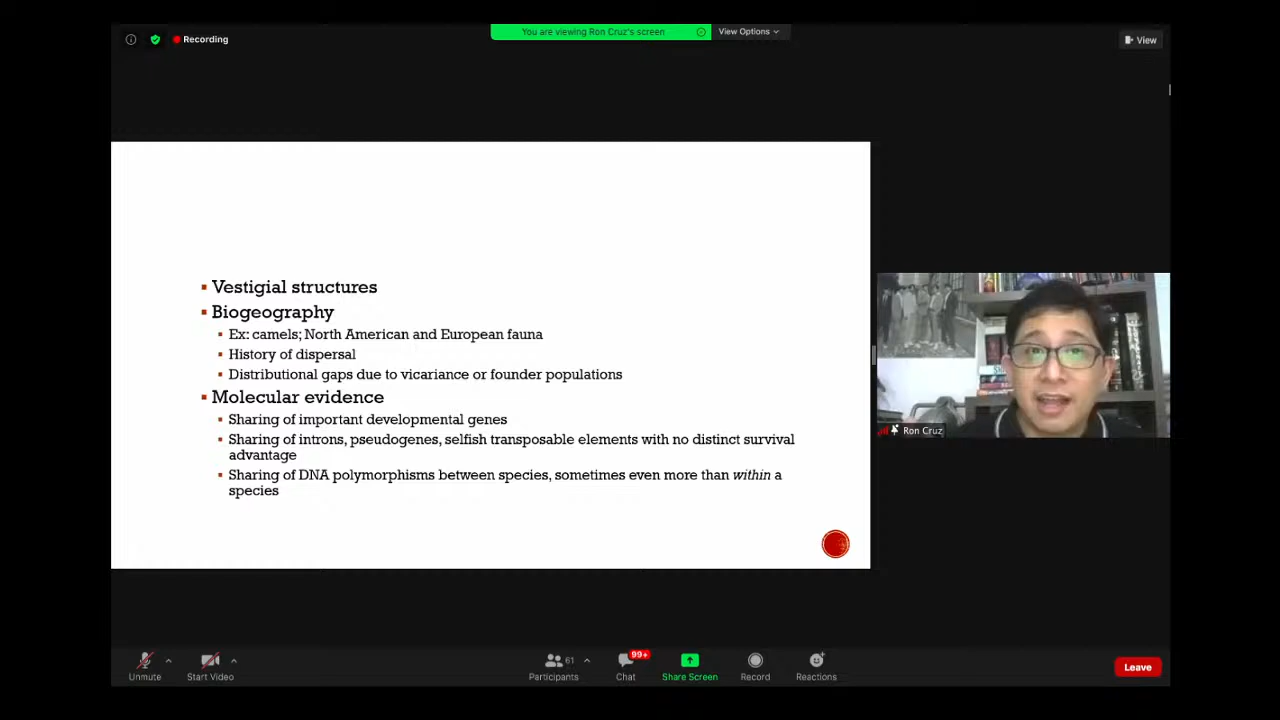 Recording
You are viewing Ron Cruz's screen
View Options
View
Vestigial structures
Biogeography
Ex: camels; North American and European fauna
History of dispersal
Distributional gaps due to vicariance or founder populations
Molecular evidence
Sharing of important developmental genes
Sharing of introns, pseudogenes, selfish transposable elements with no distinct survival
advantage
Sharing of DNA polymorphisms between species, sometimes even more than within a
species
Ron Cruz
Unmute
Start Video
61
Participants
99+
Chat
Share Screen
Record
Reactions
Leave